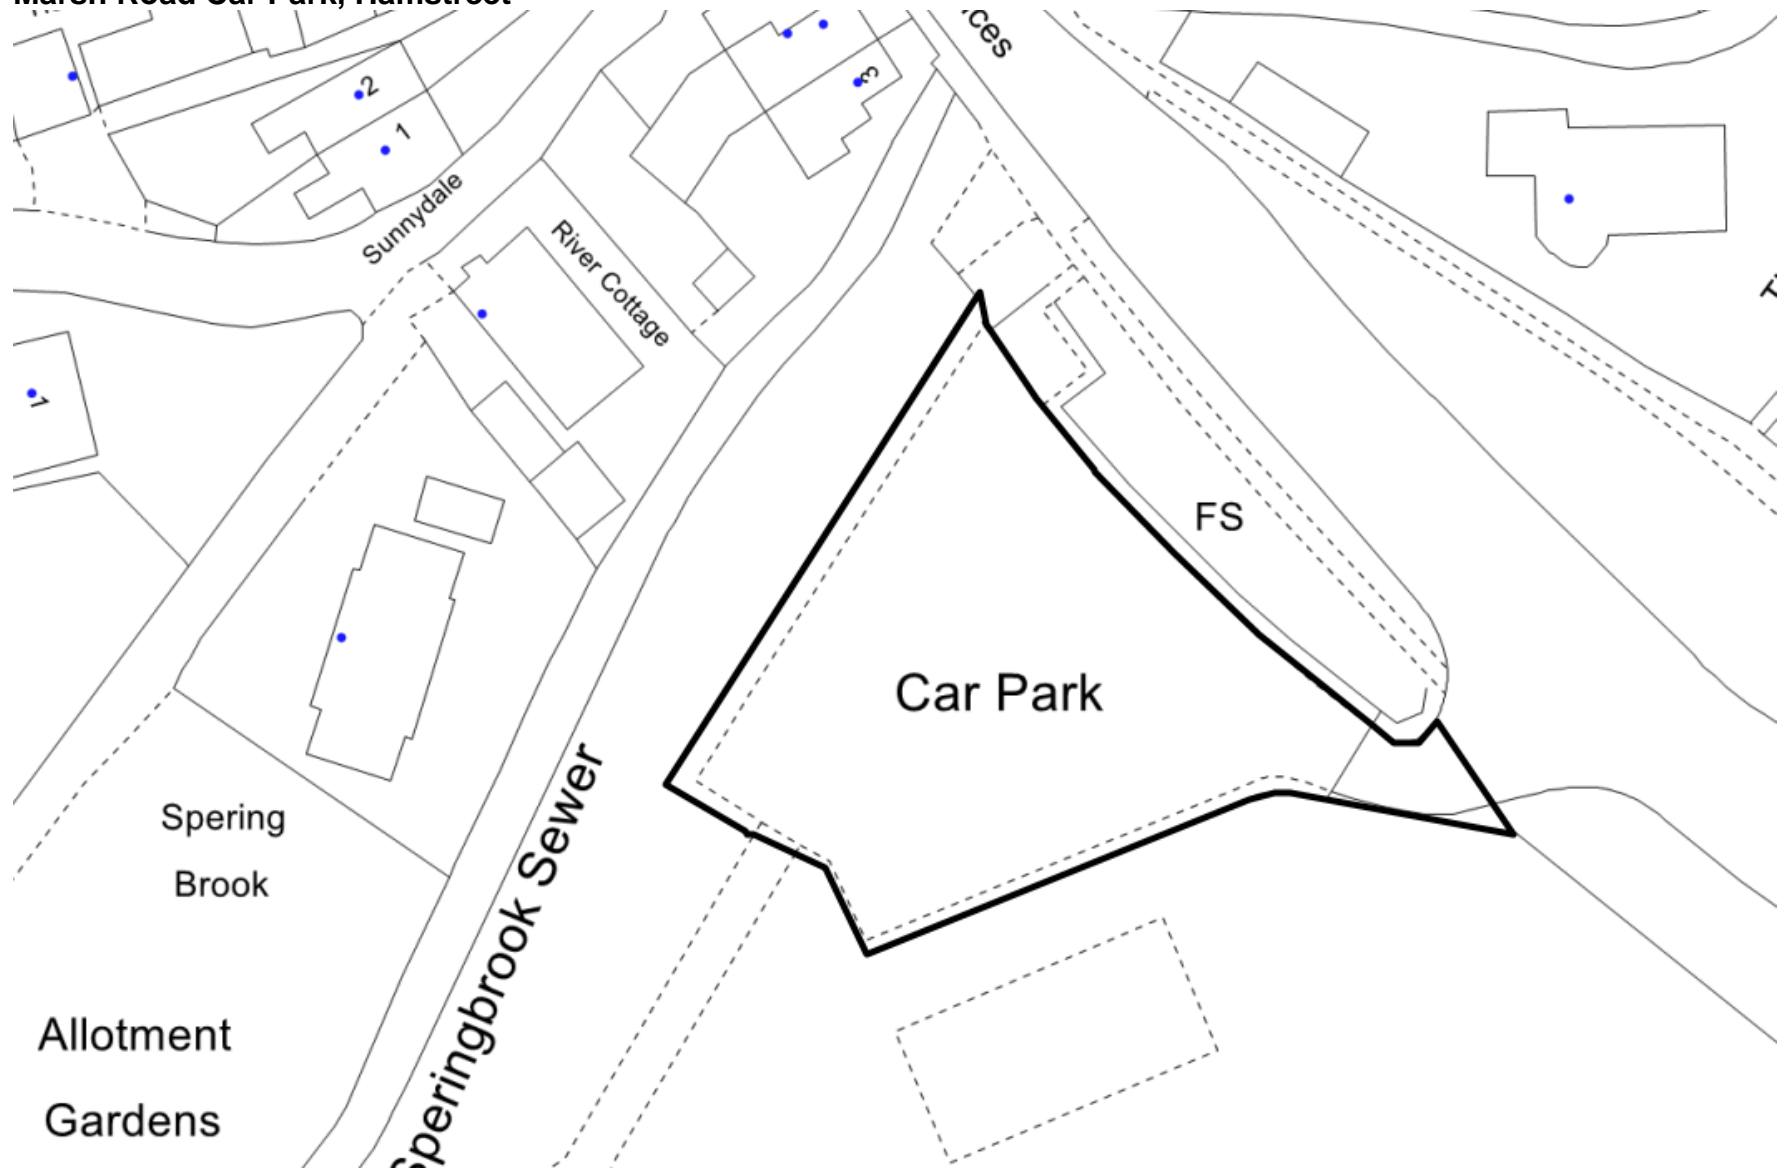 Marsh Road Car Park, Hamstreet
2
1
3
Sunnydale
River Cottage
1
FS
Car Park
Spering
Brook
Speringbrook Sewer
Allotment
Gardens